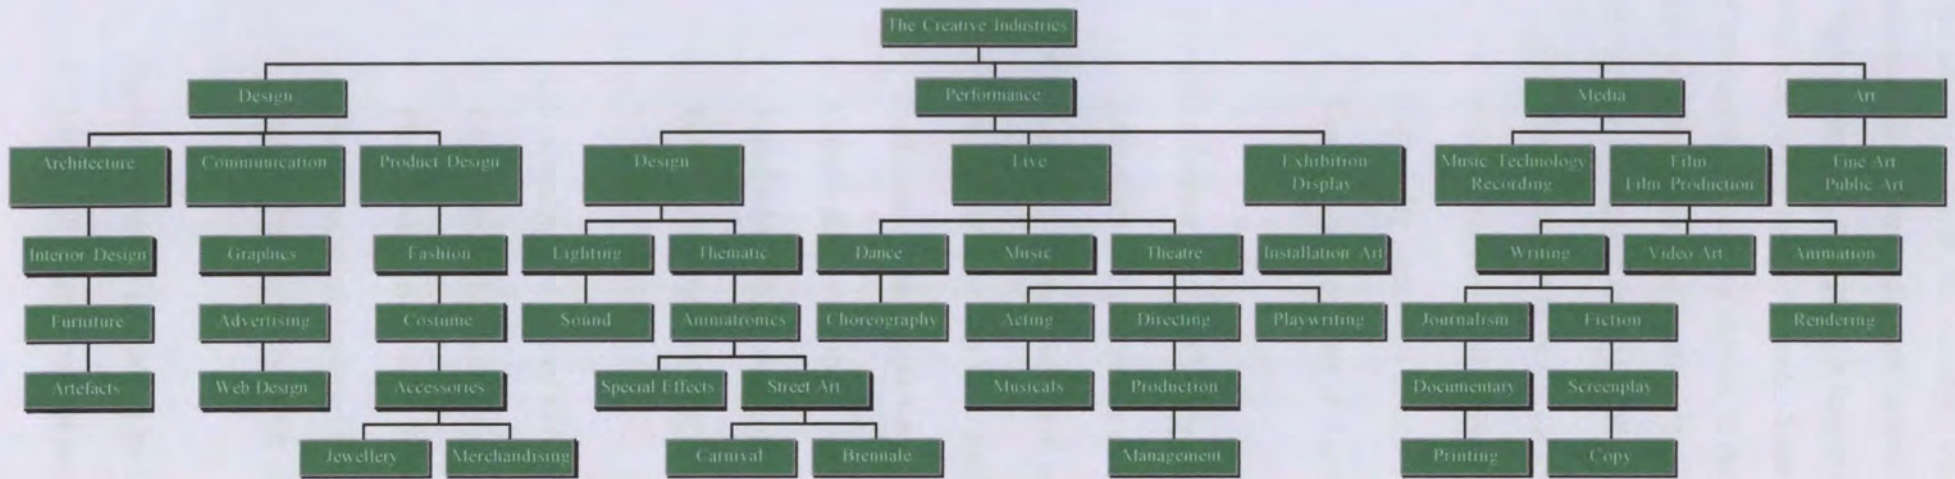 The Creative Industries
Design
Performance
Media
Art
Architecture
Communication
Product Design
Design
Live
Exhibition
Display
Music Technology
Recording
Film
Film Production
Fine Art
Public Art
Interior Design
Graphics
Fashion
Lighting
Thematic
Dance
Music
Theatre
Installation Art
Writing
Video Art
Animation
Furniture
Advertising
Costume
Sound
Animatronics
Choreography
Acting
Directing
Playwriting
Journalism
Fiction
Rendering
Artefacts
Web Design
Accessories
Special Effects
Street Art
Musicals
Production
Documentary
Screenplay
Jewellery
Merchandising
Carnival
Biennale
Management
Printing
Copy